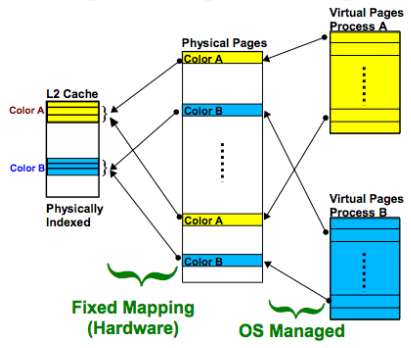 Virtual Pages
Process A
Physical Pages
Color A
L2 Cache
Color A
Color B
Color B
Physically
Indexed
Color A
Color B
Virtual Pages
Process B
Fixed Mapping
(Hardware)
OS Managed